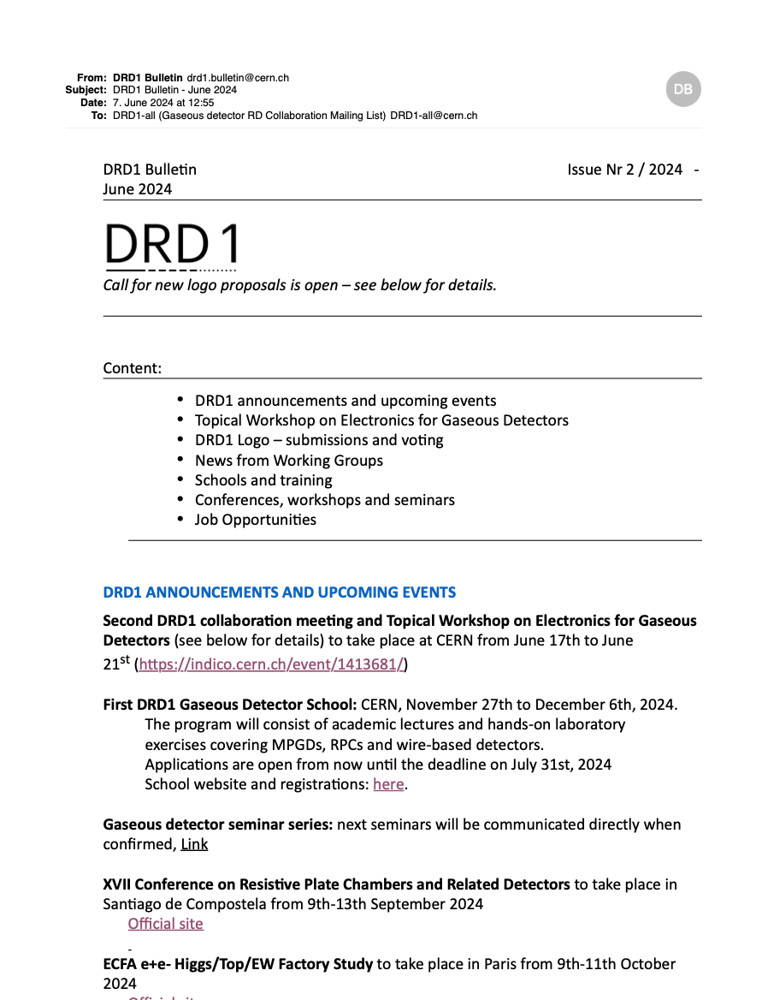 From: DRD1 Bulletin drd1.bulletin@cern.ch
Subject: DRD1 Bulletin - June 2024
Date: 7. June 2024 at 12:55
To: DRD1-all (Gaseous detector RD Collaboration Mailing List) DRD1-all@cern.ch
DB
DRD1 Bulletin Issue Nr 2 / 2024 -
June 2024
DRD1
Call for new logo proposals is open – see below for details.
Content:
• DRD1 announcements and upcoming events
• Topical Workshop on Electronics for Gaseous Detectors
• DRD1 Logo – submissions and voting
• News from Working Groups
• Schools and training
• Conferences, workshops and seminars
• Job Opportunities
DRD1 ANNOUNCEMENTS AND UPCOMING EVENTS
Second DRD1 collaboration meeting and Topical Workshop on Electronics for Gaseous
Detectors (see below for details) to take place at CERN from June 17th to June
21st (https://indico.cern.ch/event/1413681/)
First DRD1 Gaseous Detector School: CERN, November 27th to December 6th, 2024.
The program will consist of academic lectures and hands-on laboratory
exercises covering MPGDs, RPCs and wire-based detectors.
Applications are open from now until the deadline on July 31st, 2024
School website and registrations: here.
Gaseous detector seminar series: next seminars will be communicated directly when
confirmed, Link
XVII Conference on Resistive Plate Chambers and Related Detectors to take place in
Santiago de Compostela from 9th-13th September 2024
Official site
-
ECFA e+e- Higgs/Top/EW Factory Study to take place in Paris from 9th-11th October
2024